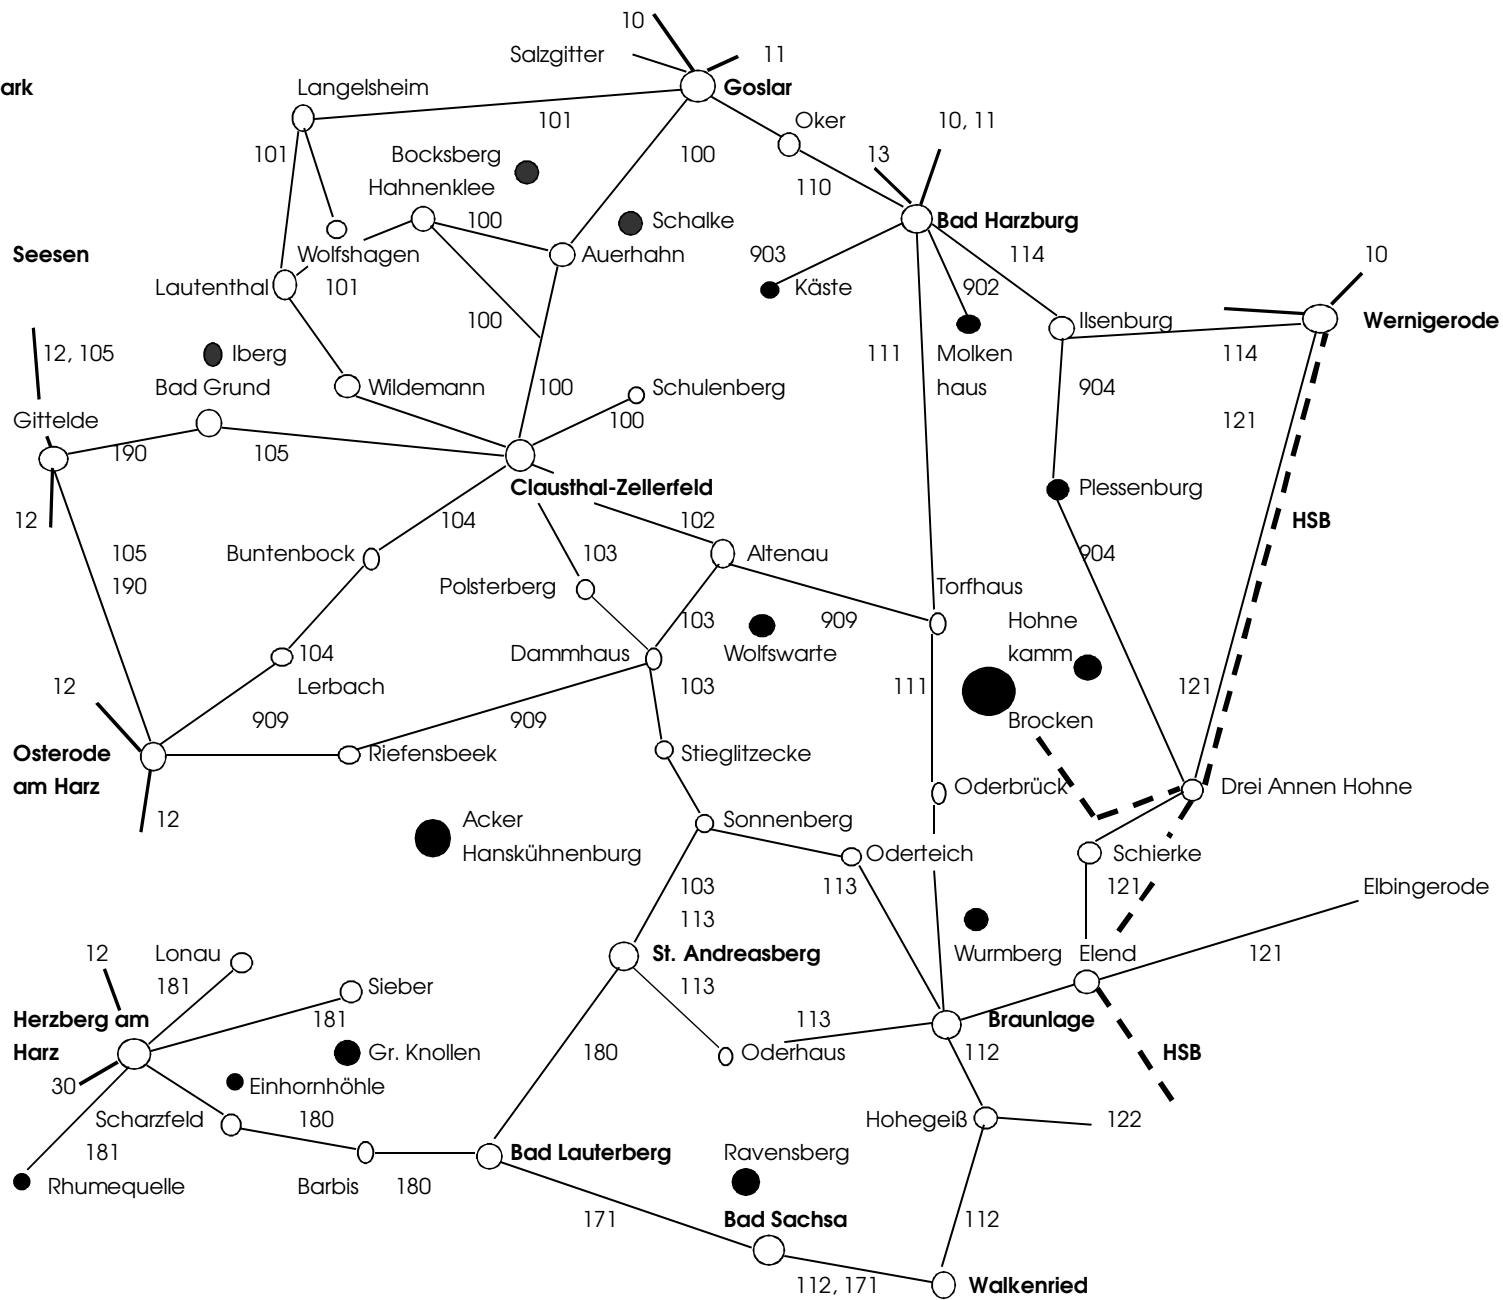 10
Salzgitter
11
ark
Langelsheim
Goslar
101
Oker
10, 11
101
Bocksberg
100
13
Hahnenklee
110
100
Schalke
Bad Harzburg
Seesen
Wolfshagen
Auerhahn
903
114
10
Lautenthal
101
Käste
902
100
Ilsenburg
Wernigerode
12, 105
Iberg
111
Molken
haus
114
Bad Grund
Wildemann
100
Schulenberg
904
Gittelde
100
121
190
105
Clausthal-Zellerfeld
Plessenburg
12
104
102
HSB
105
190
Buntenbock
103
Altenau
904
Polsterberg
Torfhaus
103
909
Hohne
kamm
104
Lerbach
Dammhaus
Wolfswarte
12
103
111
121
909
909
Brocken
Osterode
am Harz
Riefensbeek
Stieglitzecke
Oderbrück
Drei Annen Hohne
12
Acker
Hanskühnenburg
Sonnenberg
Oderteich
Schierke
103
113
113
121
Elbingerode
12
Lonau
St. Andreasberg
Wurmberg
Elend
121
181
Sieber
113
Herzberg am
Harz
181
113
Braunlage
Gr. Knollen
180
Oderhaus
112
HSB
30
Einhornhöhle
Scharzfeld
180
Hohegeiß
122
181
Bad Lauterberg
Ravensberg
Rhumequelle
Barbis
180
171
Bad Sachsa
112
112, 171
Walkenried